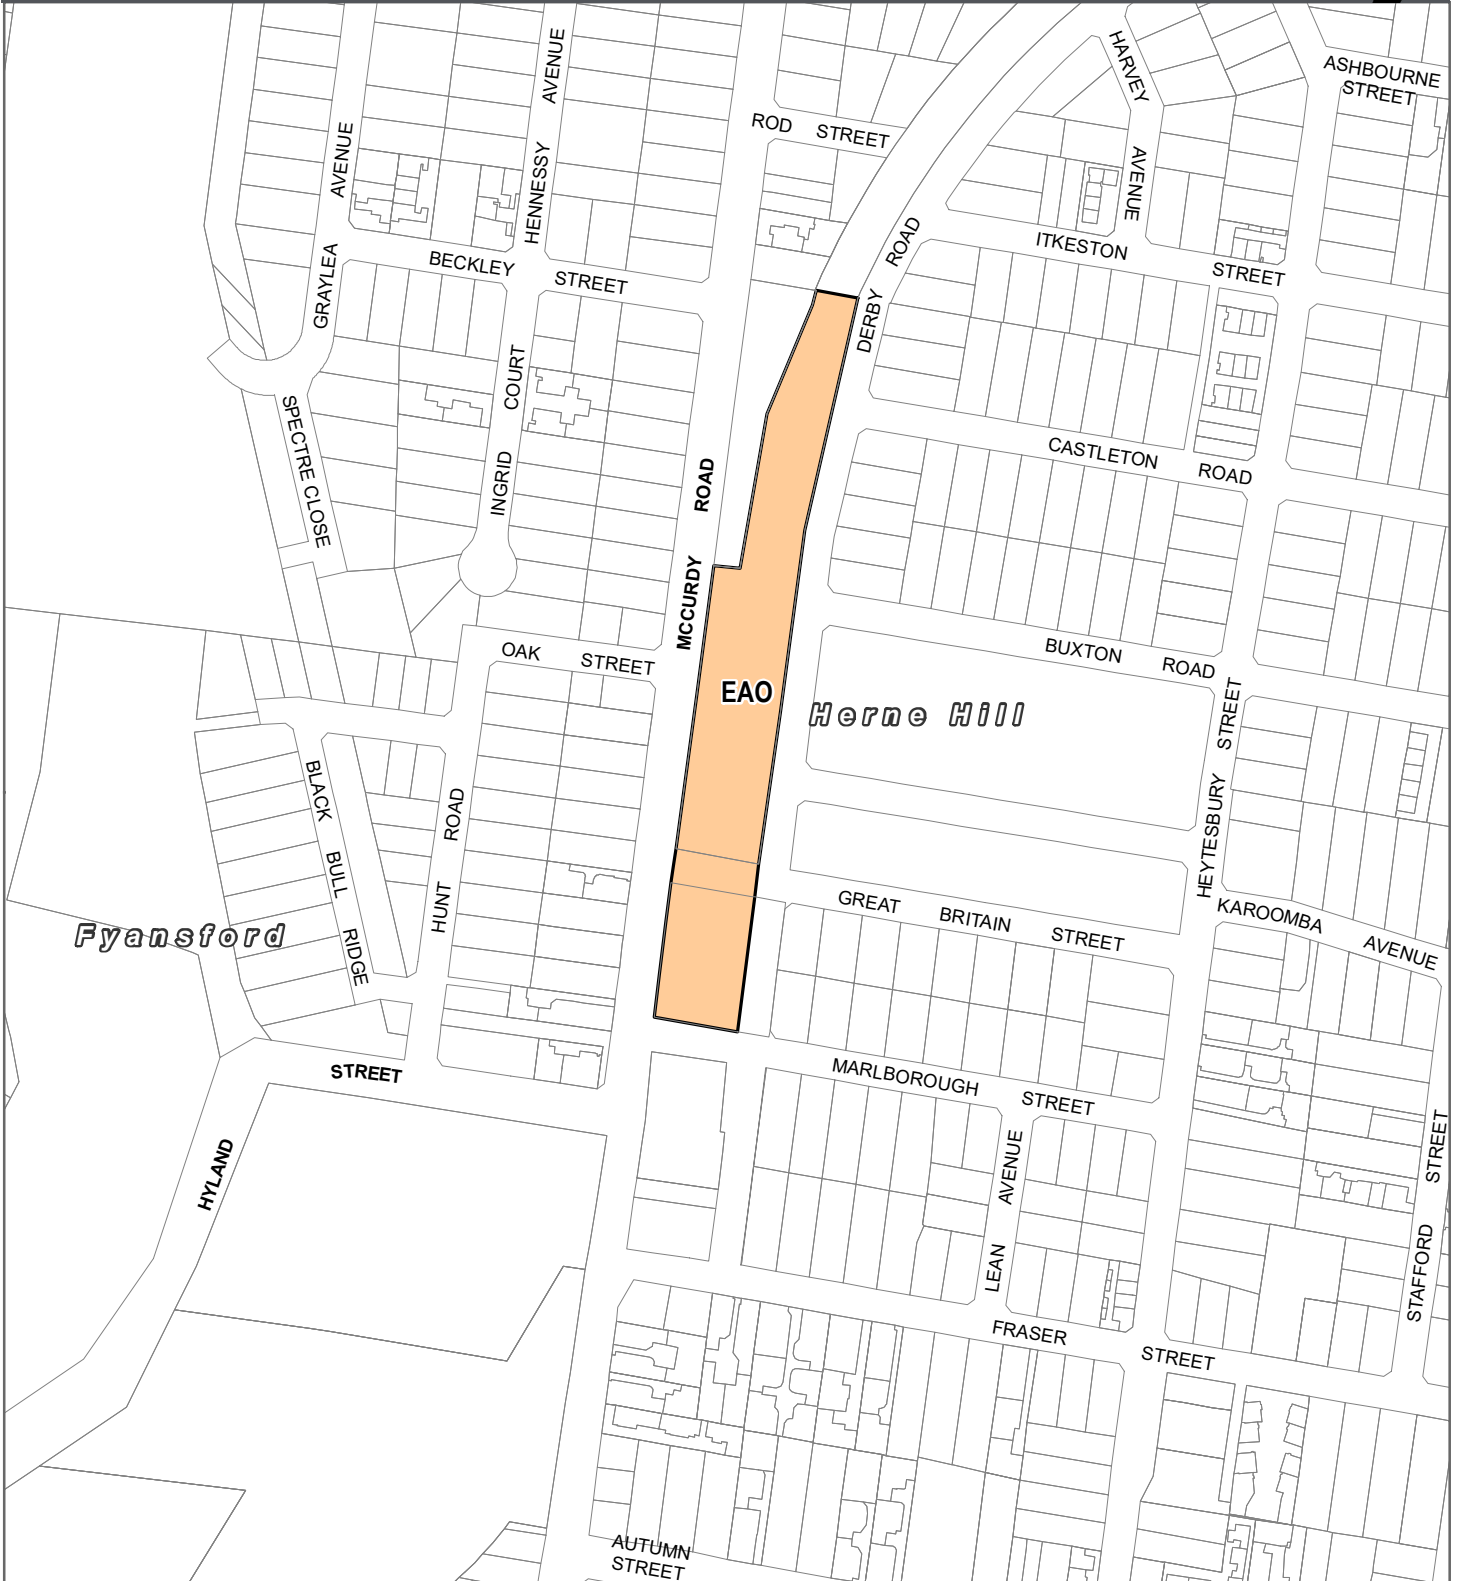 HARVEY
AVENUE
ASHBOURNE
STREET
AVENUE
HENNESSY
ROD STREET
AVENUE
GRAYLEA
BECKLEY STREET
DERBY ROAD
ITKESTON STREET
SPECTRE CLOSE
INGRID COURT
MCCURDY ROAD
CASTLETON ROAD
OAK STREET
BUXTON ROAD
EAO
Herne Hill
HEYTESBURY STREET
BLACK BULL RIDGE
HUNT ROAD
Fyansford
GREAT BRITAIN STREET
KAROOMBA AVENUE
HYLAND STREET
MARLBOROUGH STREET
LEAN AVENUE
STAFFORD STREET
FRASER STREET
AUTUMN
STREET